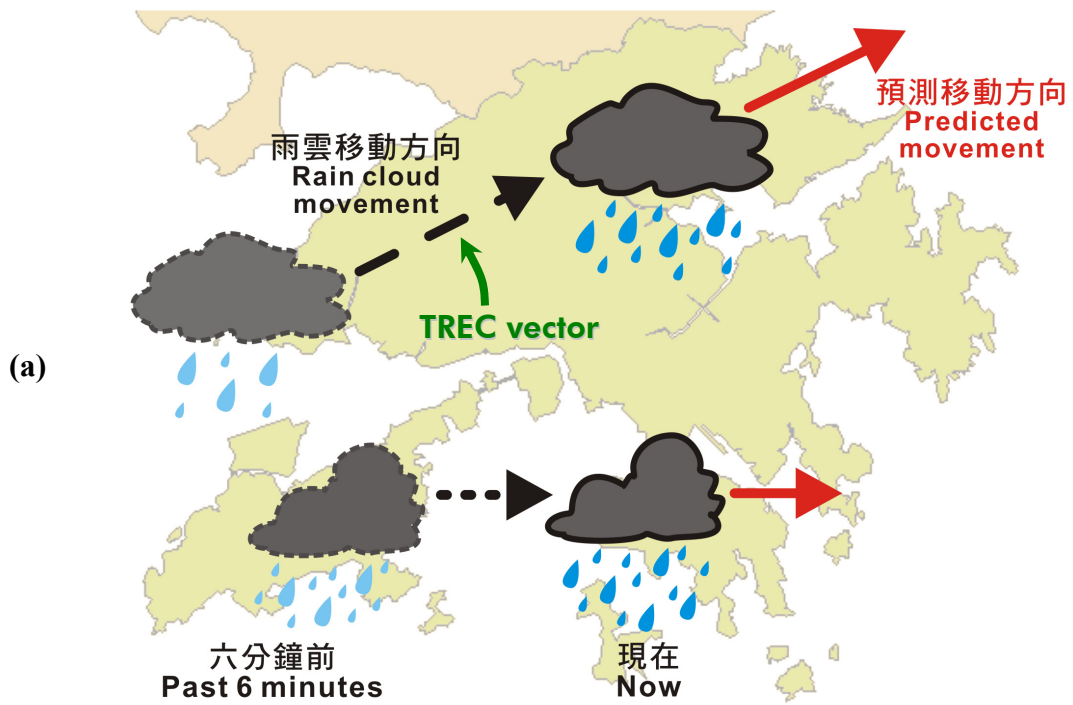 預測移動方向
Predicted
movement
雨雲移動方向
Rain cloud
movement
TREC vector
(a)
六分鐘前
Past 6 minutes
現在
Now